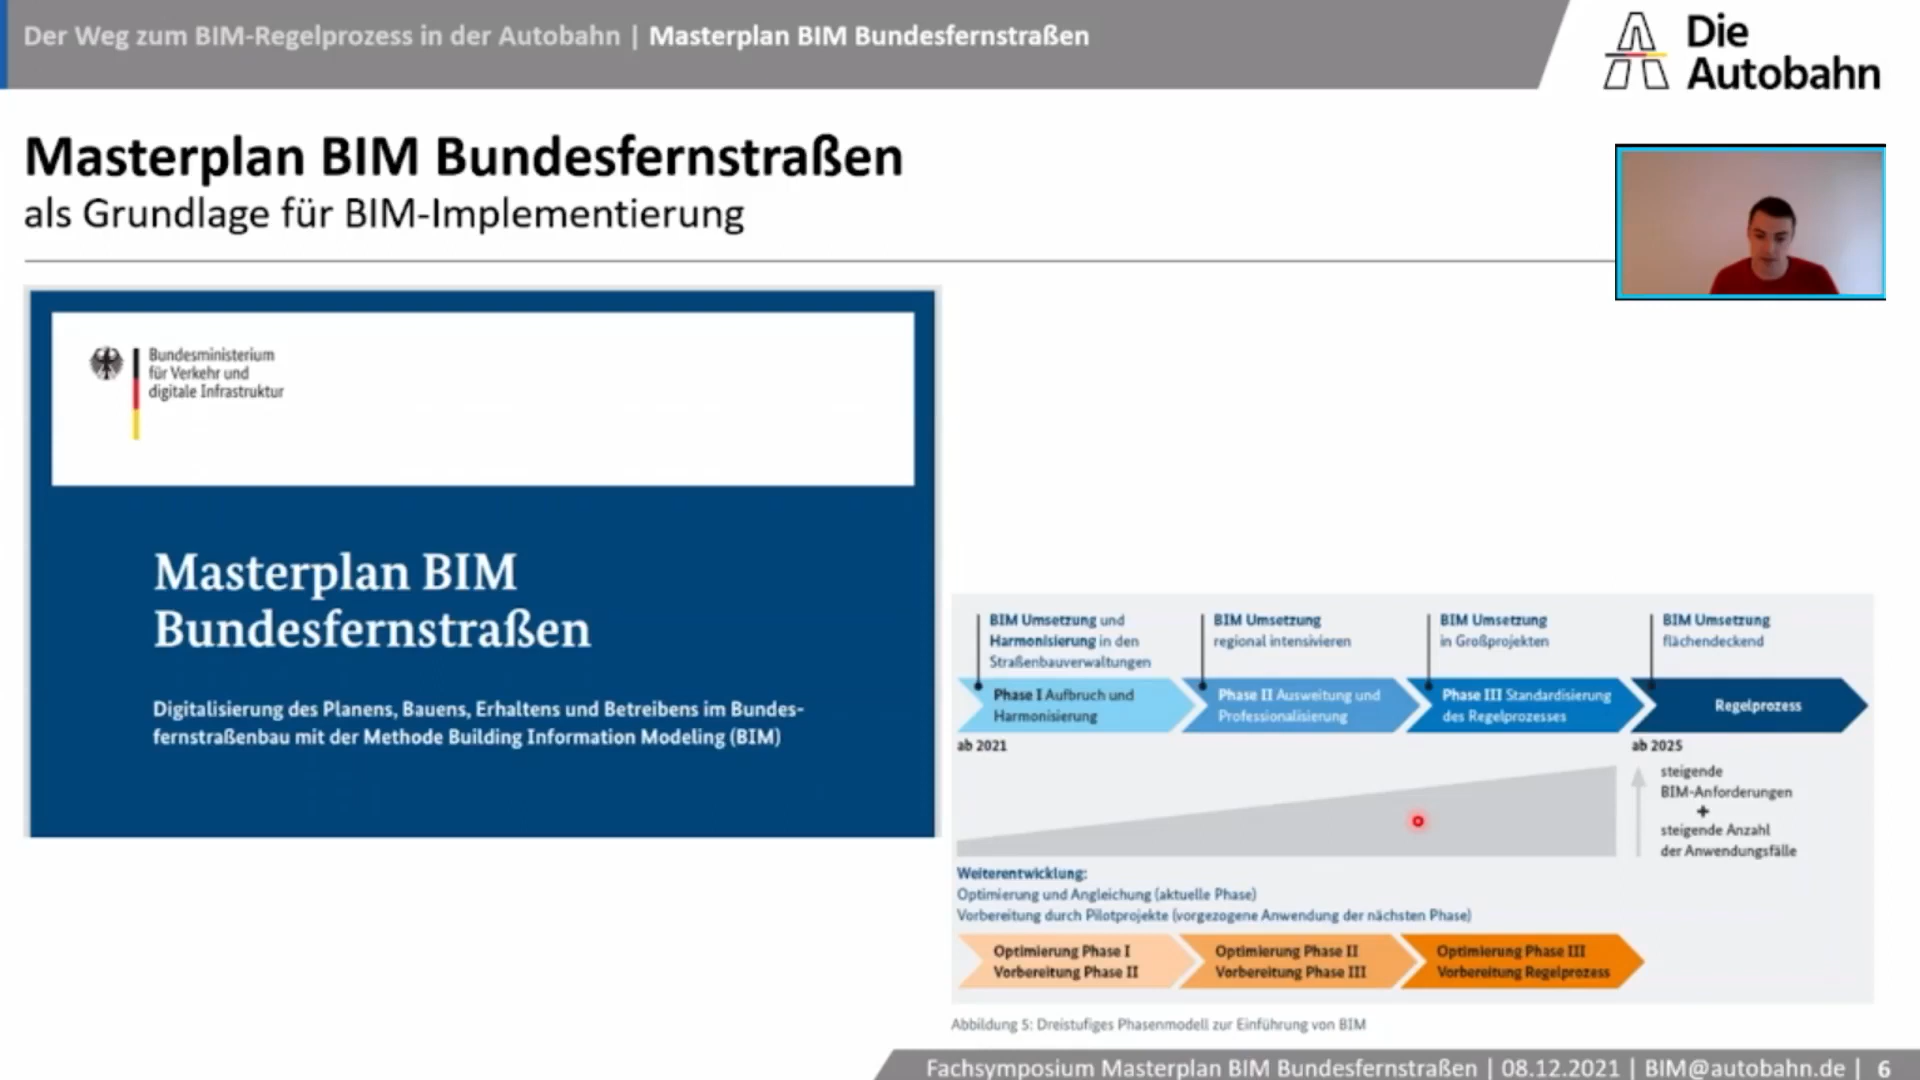 Der Weg zum BIM-Regelprozess in der Autobahn | Masterplan BIM Bundesfernstraßen
Die
Autobahn
Masterplan BIM Bundesfernstraßen
als Grundlage für BIM-Implementierung
Bundesministerium
für Verkehr und
digitale Infrastruktur
Masterplan BIM
Bundesfernstraßen
Digitalisierung des Planens, Bauens, Erhaltens und Betreibens im Bundes-
fernstraßenbau mit der Methode Building Information Modeling (BIM)
BIM Umsetzung und
Harmonisierung in den
Straßenbauverwaltungen
BIM Umsetzung
regional intensivieren
BIM Umsetzung
in Großprojekten
BIM Umsetzung
flächendeckend
Phase I Aufbruch und
Harmonisierung
Phase II Ausweitung und
Professionalisierung
Phase III Standardisierung
des Regelprozesses
Regelprozess
ab 2021
ab 2025
steigende
BIM-Anforderungen
+
steigende Anzahl
der Anwendungsfälle
Weiterentwicklung:
Optimierung und Angleichung (aktuelle Phase)
Vorbereitung durch Pilotprojekte (vorgezogene Anwendung der nächsten Phase)
Optimierung Phase I
Vorbereitung Phase II
Optimierung Phase II
Vorbereitung Phase III
Optimierung Phase III
Vorbereitung Regelprozess
Abbildung 5: Dreistufiges Phasenmodell zur Einführung von BIM
Fachsymposium Masterplan BIM Bundesfernstraßen | 08.12.2021 | BIM@autobahn.de | 6